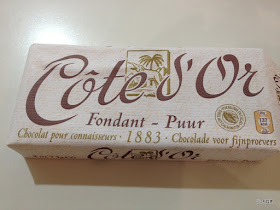 Côte d'Or
Fondant - Puur
Chocolat pour connaisseurs · 1883 · Chocolade voor fijnproevers